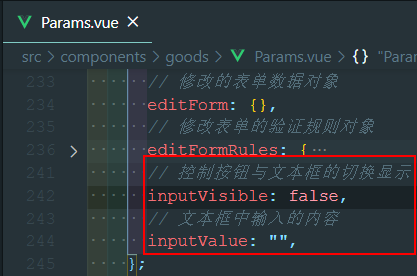 Params.vue ×
src > components > goods > Params.vue > {} "Para
233 // 修改的表单数据对象
234 editForm: {},
235 // 修改表单的验证规则对象
236 > editFormRules: { ···
241 // 控制按钮与文本框的切换显示
242 inputVisible: false,
243 // 文本框中输入的内容
244 inputValue: "",
245 };